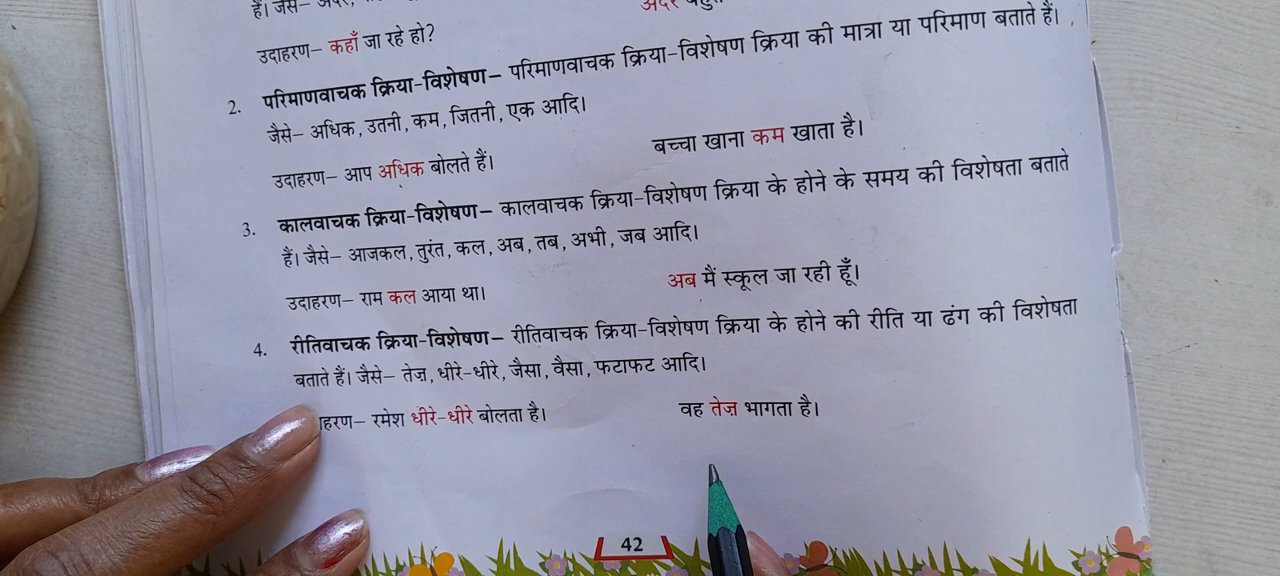 हैं। जैसे–
उदाहरण– कहाँ जा रहे हो?
2. परिमाणवाचक क्रिया-विशेषण– परिमाणवाचक क्रिया-विशेषण क्रिया की मात्रा या परिमाण बताते हैं।
जैसे– अधिक, उतनी, कम, जितनी, एक आदि।
उदाहरण– आप अधिक बोलते हैं। बच्चा खाना कम खाता है।
3. कालवाचक क्रिया-विशेषण– कालवाचक क्रिया-विशेषण क्रिया के होने के समय की विशेषता बताते
हैं। जैसे– आजकल, तुरंत, कल, अब, तब, अभी, जब आदि।
उदाहरण– राम कल आया था। अब मैं स्कूल जा रही हूँ।
4. रीतिवाचक क्रिया-विशेषण– रीतिवाचक क्रिया-विशेषण क्रिया के होने की रीति या ढंग की विशेषता
बताते हैं। जैसे– तेज़, धीरे-धीरे, जैसा, वैसा, फटाफट आदि।
हरण– रमेश धीरे-धीरे बोलता है। वह तेज़ भागता है।
42